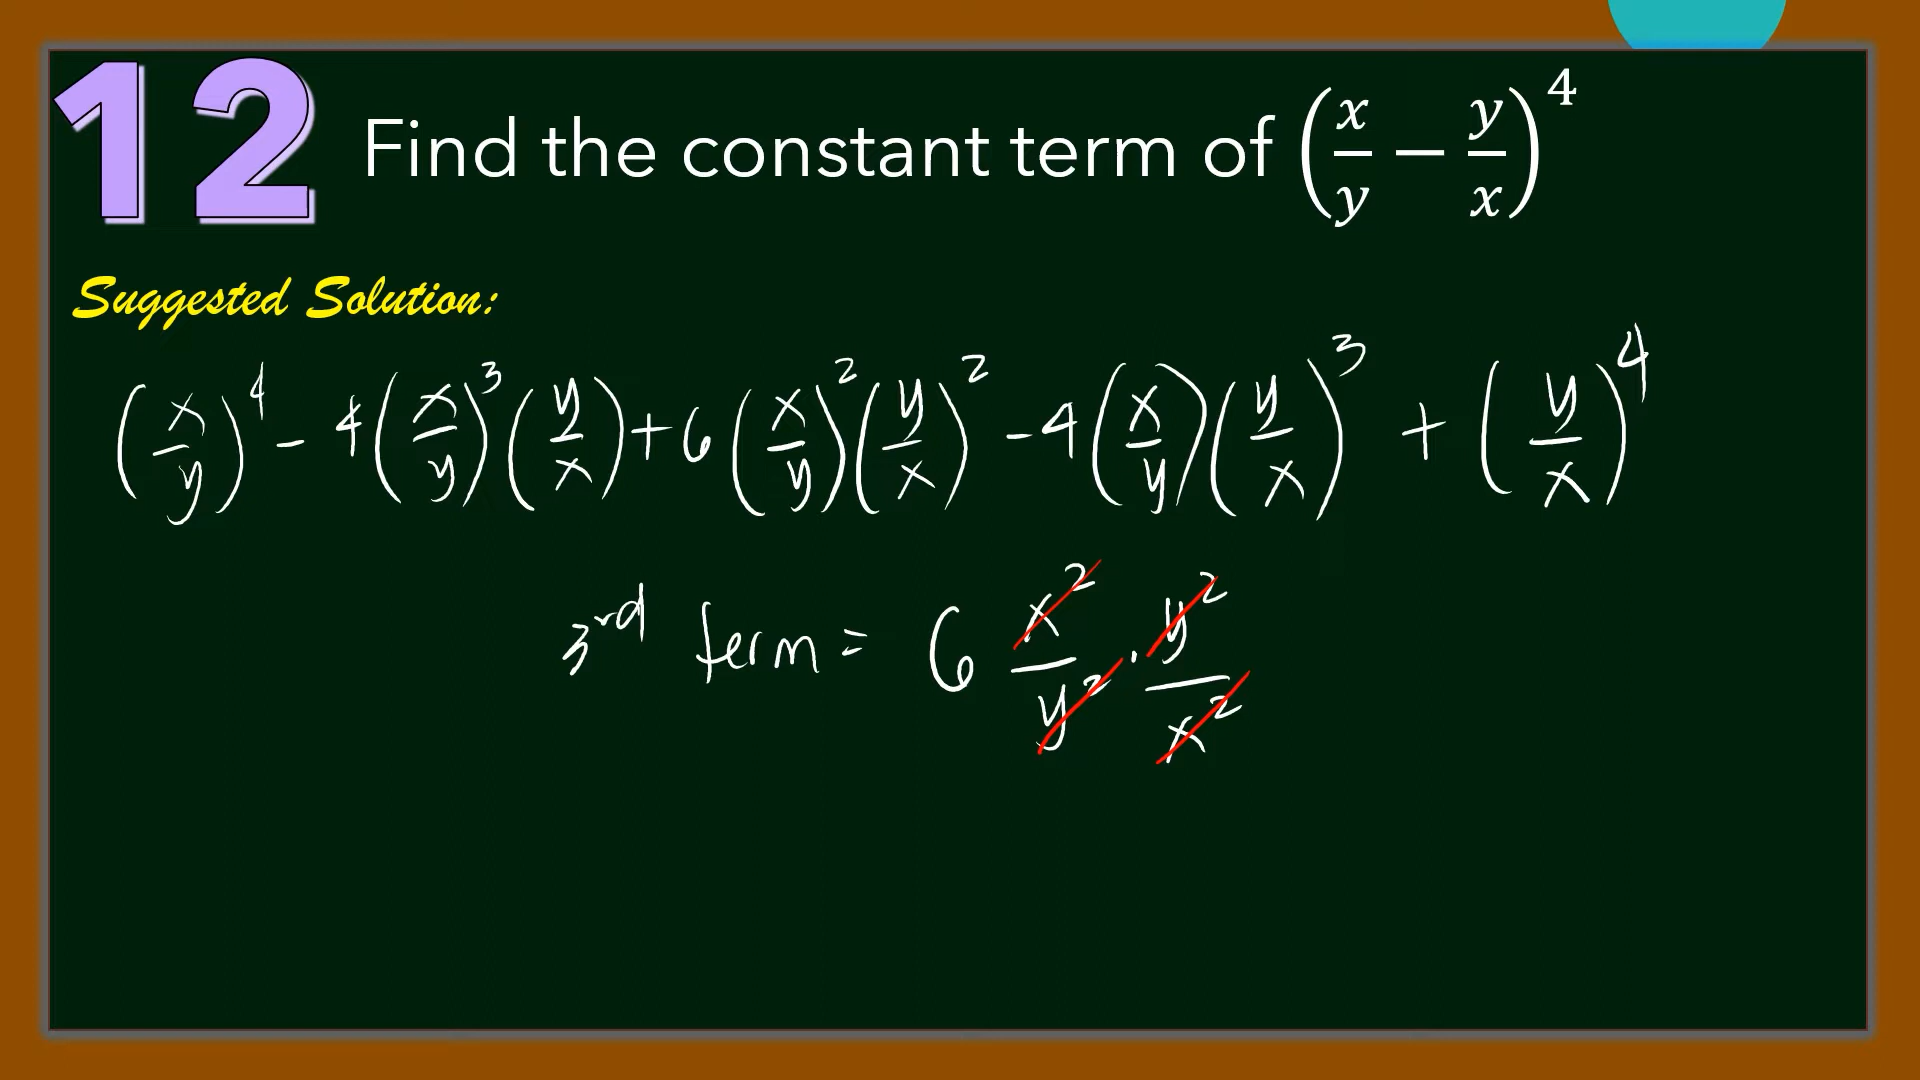 12 Find the constant term of (x/y − y/x)^4
Suggested Solution:
(x/y)^4 − 4(x/y)^3(y/x) + 6(x/y)^2(y/x)^2 − 4(x/y)(y/x)^3 + (y/x)^4
3rd term = 6 x^2/y^2 · y^2/x^2